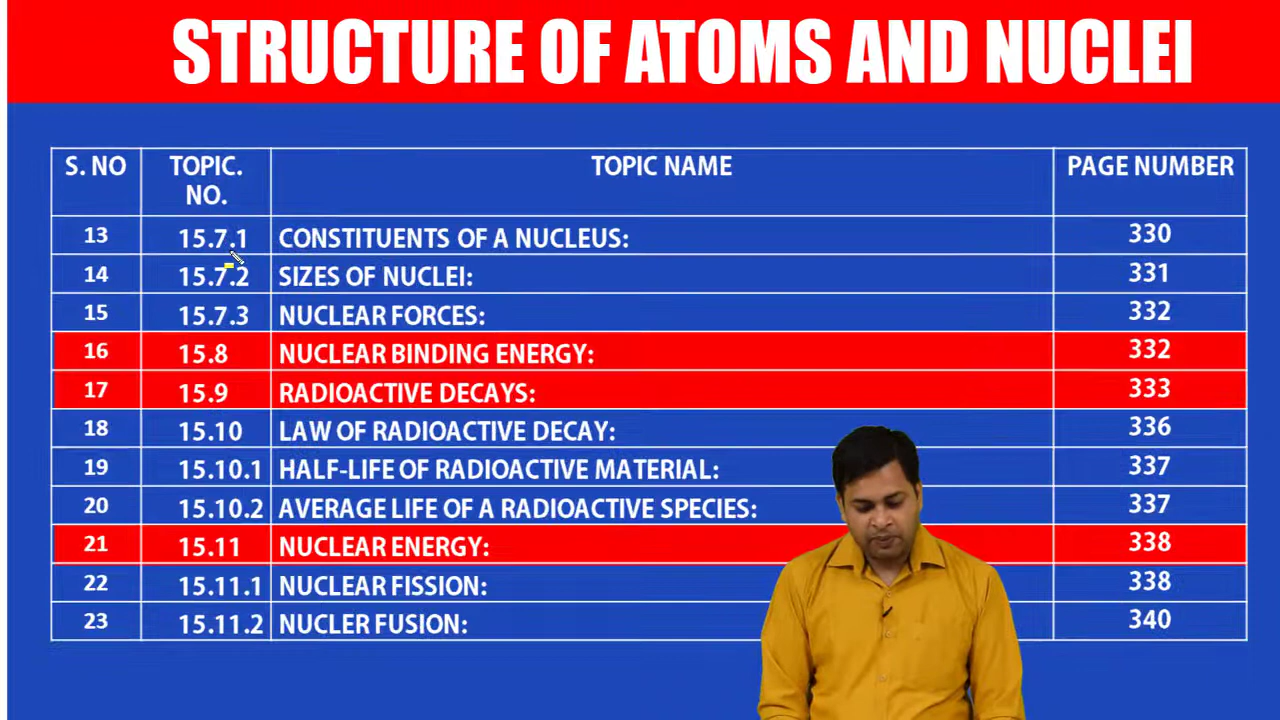 STRUCTURE OF ATOMS AND NUCLEI
S. NO TOPIC. NO. TOPIC NAME PAGE NUMBER
13 15.7.1 CONSTITUENTS OF A NUCLEUS: 330
14 15.7.2 SIZES OF NUCLEI: 331
15 15.7.3 NUCLEAR FORCES: 332
16 15.8 NUCLEAR BINDING ENERGY: 332
17 15.9 RADIOACTIVE DECAYS: 333
18 15.10 LAW OF RADIOACTIVE DECAY: 336
19 15.10.1 HALF-LIFE OF RADIOACTIVE MATERIAL: 337
20 15.10.2 AVERAGE LIFE OF A RADIOACTIVE SPECIES: 337
21 15.11 NUCLEAR ENERGY: 338
22 15.11.1 NUCLEAR FISSION: 338
23 15.11.2 NUCLER FUSION: 340